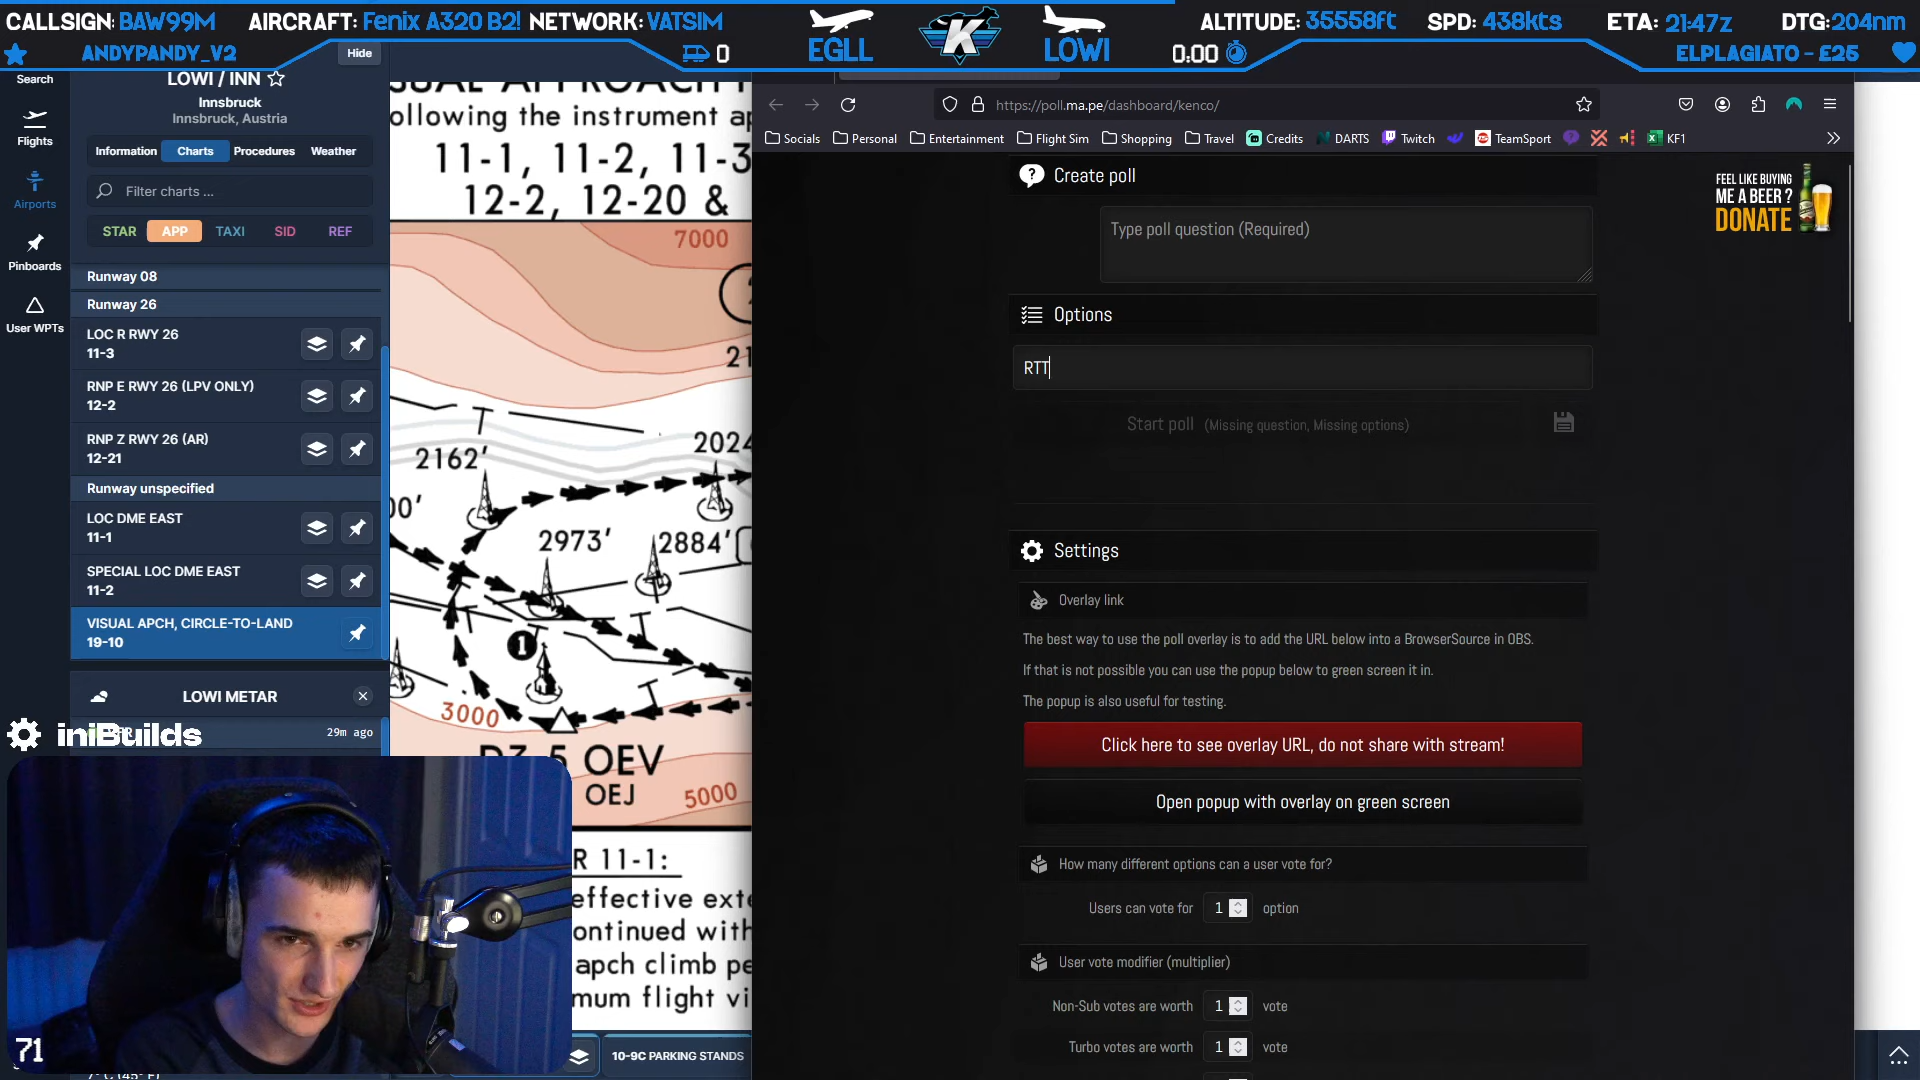 CALLSIGN: BAW99M
AIRCRAFT: Fenix A320 B2! NETWORK: VATSIM
EGLL
K
LOWI
ALTITUDE: 35558ft
SPD: 438kts
ETA: 21:47z
DTG:204nm
ANDYPANDY_V2
0
0:00
ELPLAGIATO - £25
Hide
Search
Flights
Airports
Pinboards
User WPTs
LOWI / INN
Innsbruck
Innsbruck, Austria
Information Charts Procedures Weather
Filter charts ...
STAR APP TAXI SID REF
Runway 08
Runway 26
LOC R RWY 26
11-3
RNP E RWY 26 (LPV ONLY)
12-2
RNP Z RWY 26 (AR)
12-21
Runway unspecified
LOC DME EAST
11-1
SPECIAL LOC DME EAST
11-2
VISUAL APCH, CIRCLE-TO-LAND
19-10
LOWI METAR
29m ago
iniBuilds
71
ollowing the instrument ap
11-1, 11-2, 11-3
12-2, 12-20 &
7000
21
2162'
2024
00'
2973'
2884'
1
3000
5 OEV
OEJ
5000
R 11-1:
effective exte
ontinued with
apch climb pe
mum flight vi
10-9C PARKING STANDS
https://poll.ma.pe/dashboard/kenco/
Socials Personal Entertainment Flight Sim Shopping Travel Credits DARTS Twitch TeamSport KF1
FEEL LIKE BUYING
ME A BEER ?
DONATE
Create poll
Type poll question (Required)
Options
RTT
Start poll (Missing question, Missing options)
Settings
Overlay link
The best way to use the poll overlay is to add the URL below into a BrowserSource in OBS.
If that is not possible you can use the popup below to green screen it in.
The popup is also useful for testing.
Click here to see overlay URL, do not share with stream!
Open popup with overlay on green screen
How many different options can a user vote for?
Users can vote for 1 option
User vote modifier (multiplier)
Non-Sub votes are worth 1 vote
Turbo votes are worth 1 vote